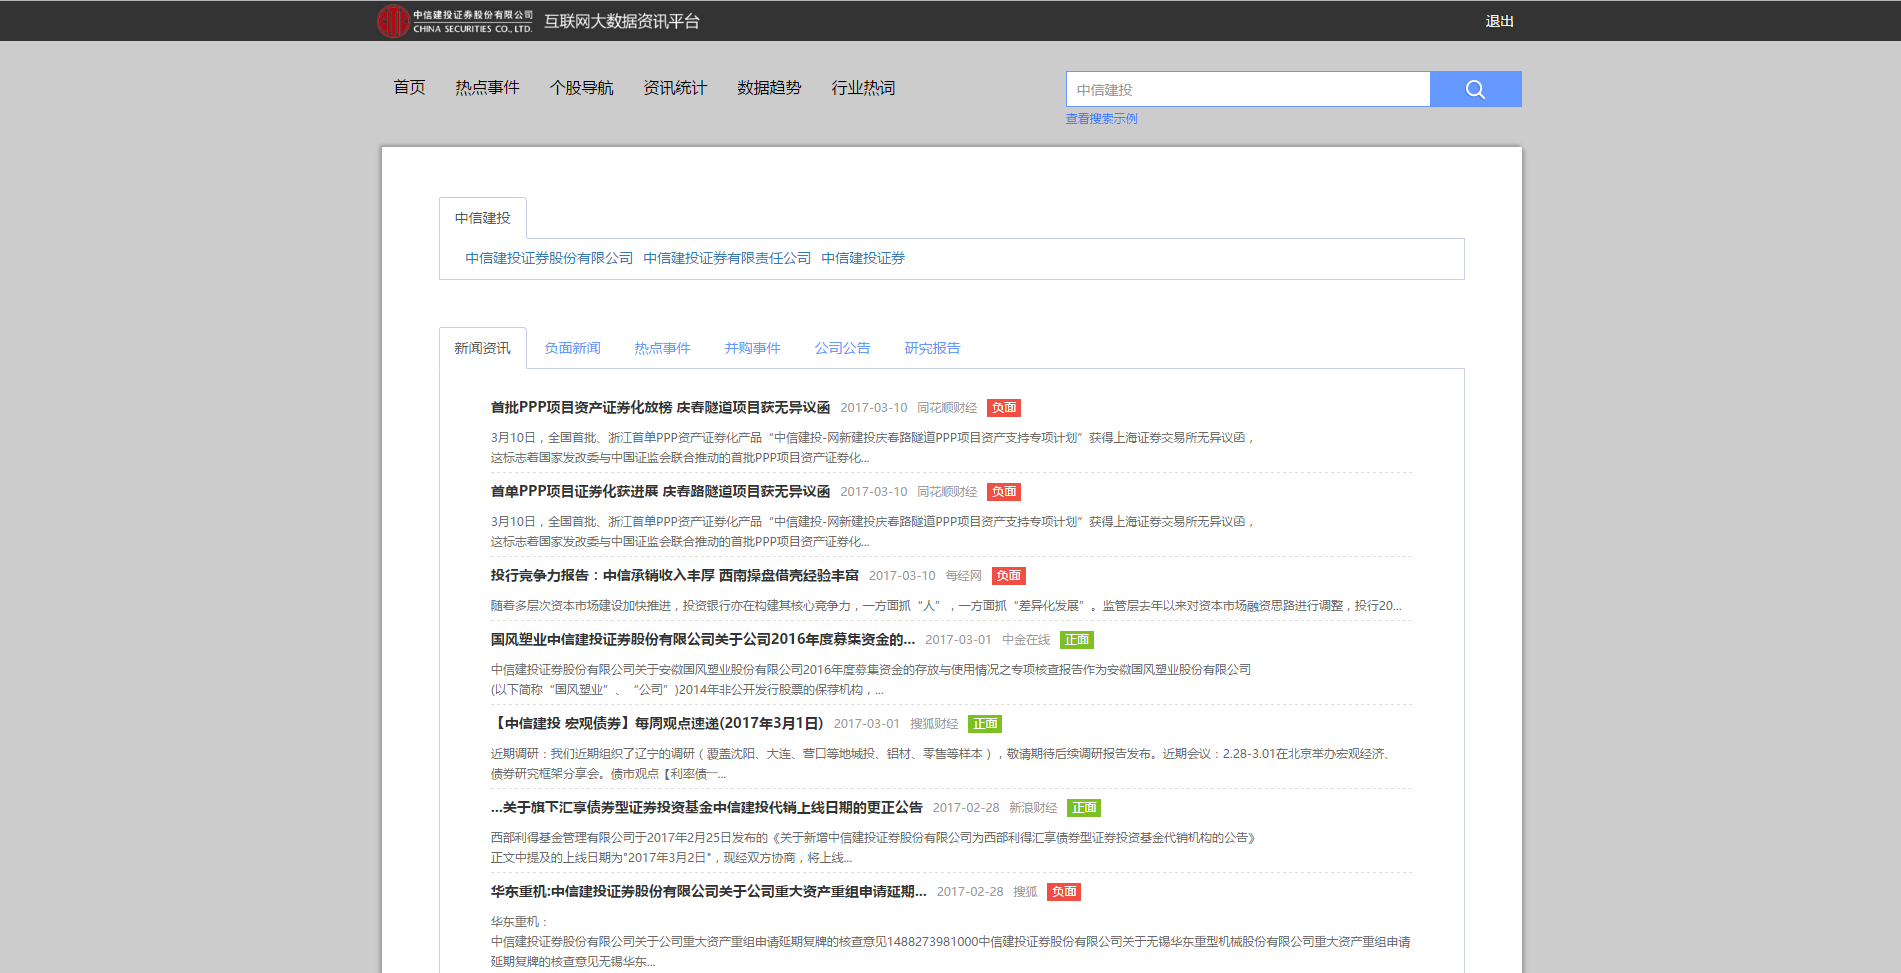 中信建投证券股份有限公司
CHINA SECURITIES CO., LTD.
互联网大数据资讯平台
退出
首页 热点事件 个股导航 资讯统计 数据趋势 行业热词
中信建投
查看搜索示例
中信建投
中信建投证券股份有限公司 中信建投证券有限责任公司 中信建投证券
新闻资讯 负面新闻 热点事件 并购事件 公司公告 研究报告
首批PPP项目资产证券化放榜 庆春隧道项目获无异议函 2017-03-10 同花顺财经 负面
3月10日，全国首批、浙江首单PPP资产证券化产品“中信建投-网新建投庆春路隧道PPP项目资产支持专项计划”获得上海证券交易所无异议函，
这标志着国家发改委与中国证监会联合推动的首批PPP项目资产证券化...
首单PPP项目证券化获进展 庆春路隧道项目获无异议函 2017-03-10 同花顺财经 负面
3月10日，全国首批、浙江首单PPP资产证券化产品“中信建投-网新建投庆春路隧道PPP项目资产支持专项计划”获得上海证券交易所无异议函，
这标志着国家发改委与中国证监会联合推动的首批PPP项目资产证券化...
投行竞争力报告：中信承销收入丰厚 西南操盘借壳经验丰富 2017-03-10 每经网 负面
随着多层次资本市场建设加快推进，投资银行亦在构建其核心竞争力，一方面抓“人”，一方面抓“差异化发展”。监管层去年以来对资本市场融资思路进行调整，投行20...
国风塑业中信建投证券股份有限公司关于公司2016年度募集资金的... 2017-03-01 中金在线 正面
中信建投证券股份有限公司关于安徽国风塑业股份有限公司2016年度募集资金的存放与使用情况之专项核查报告作为安徽国风塑业股份有限公司
(以下简称“国风塑业”、“公司”)2014年非公开发行股票的保荐机构，...
【中信建投 宏观债券】每周观点速递(2017年3月1日) 2017-03-01 搜狐财经 正面
近期调研：我们近期组织了辽宁的调研（覆盖沈阳、大连、营口等地城投、铝材、零售等样本），敬请期待后续调研报告发布。近期会议：2.28-3.01在北京举办宏观经济、
债券研究框架分享会。债市观点【利率债一...
...关于旗下汇享债券型证券投资基金中信建投代销上线日期的更正公告 2017-02-28 新浪财经 正面
西部利得基金管理有限公司于2017年2月25日发布的《关于新增中信建投证券股份有限公司为西部利得汇享债券型证券投资基金代销机构的公告》
正文中提及的上线日期为"2017年3月2日"，现经双方协商，将上线...
华东重机:中信建投证券股份有限公司关于公司重大资产重组申请延期... 2017-02-28 搜狐 负面
华东重机：
中信建投证券股份有限公司关于公司重大资产重组申请延期复牌的核查意见1488273981000中信建投证券股份有限公司关于无锡华东重型机械股份有限公司重大资产重组申请
延期复牌的核查意见无锡华东...